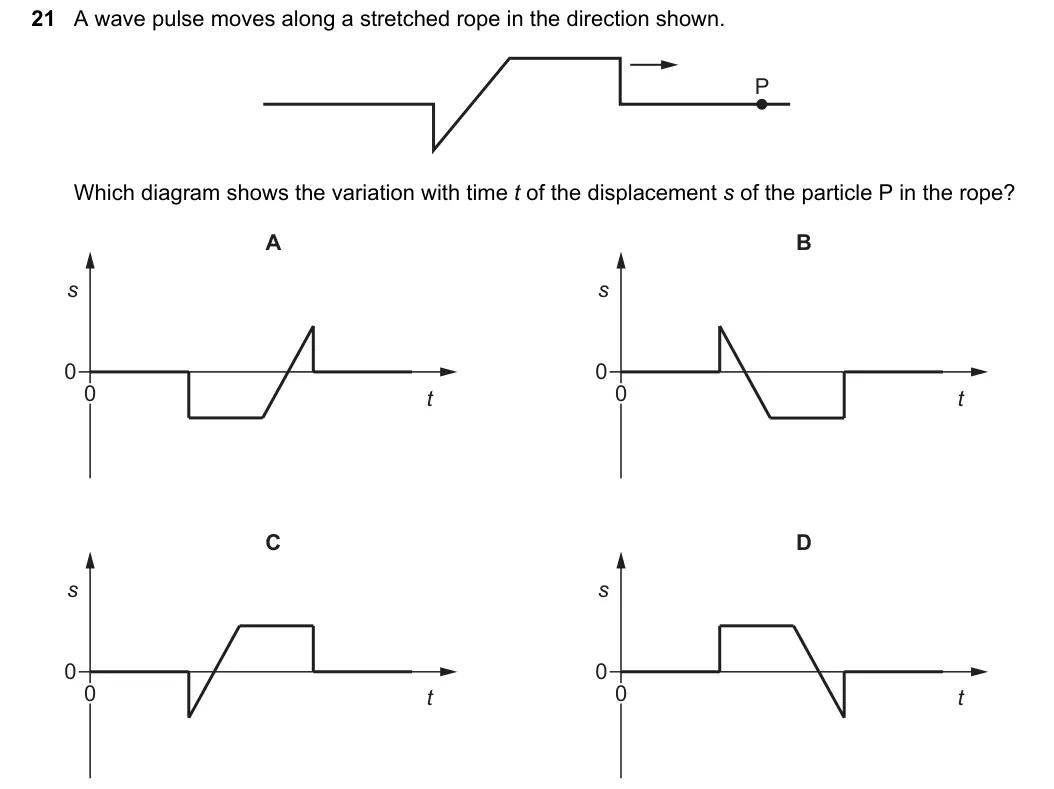 21 A wave pulse moves along a stretched rope in the direction shown.
P
Which diagram shows the variation with time t of the displacement s of the particle P in the rope?
A
s
0
0
t
B
s
0
0
t
C
s
0
0
t
D
s
0
0
t